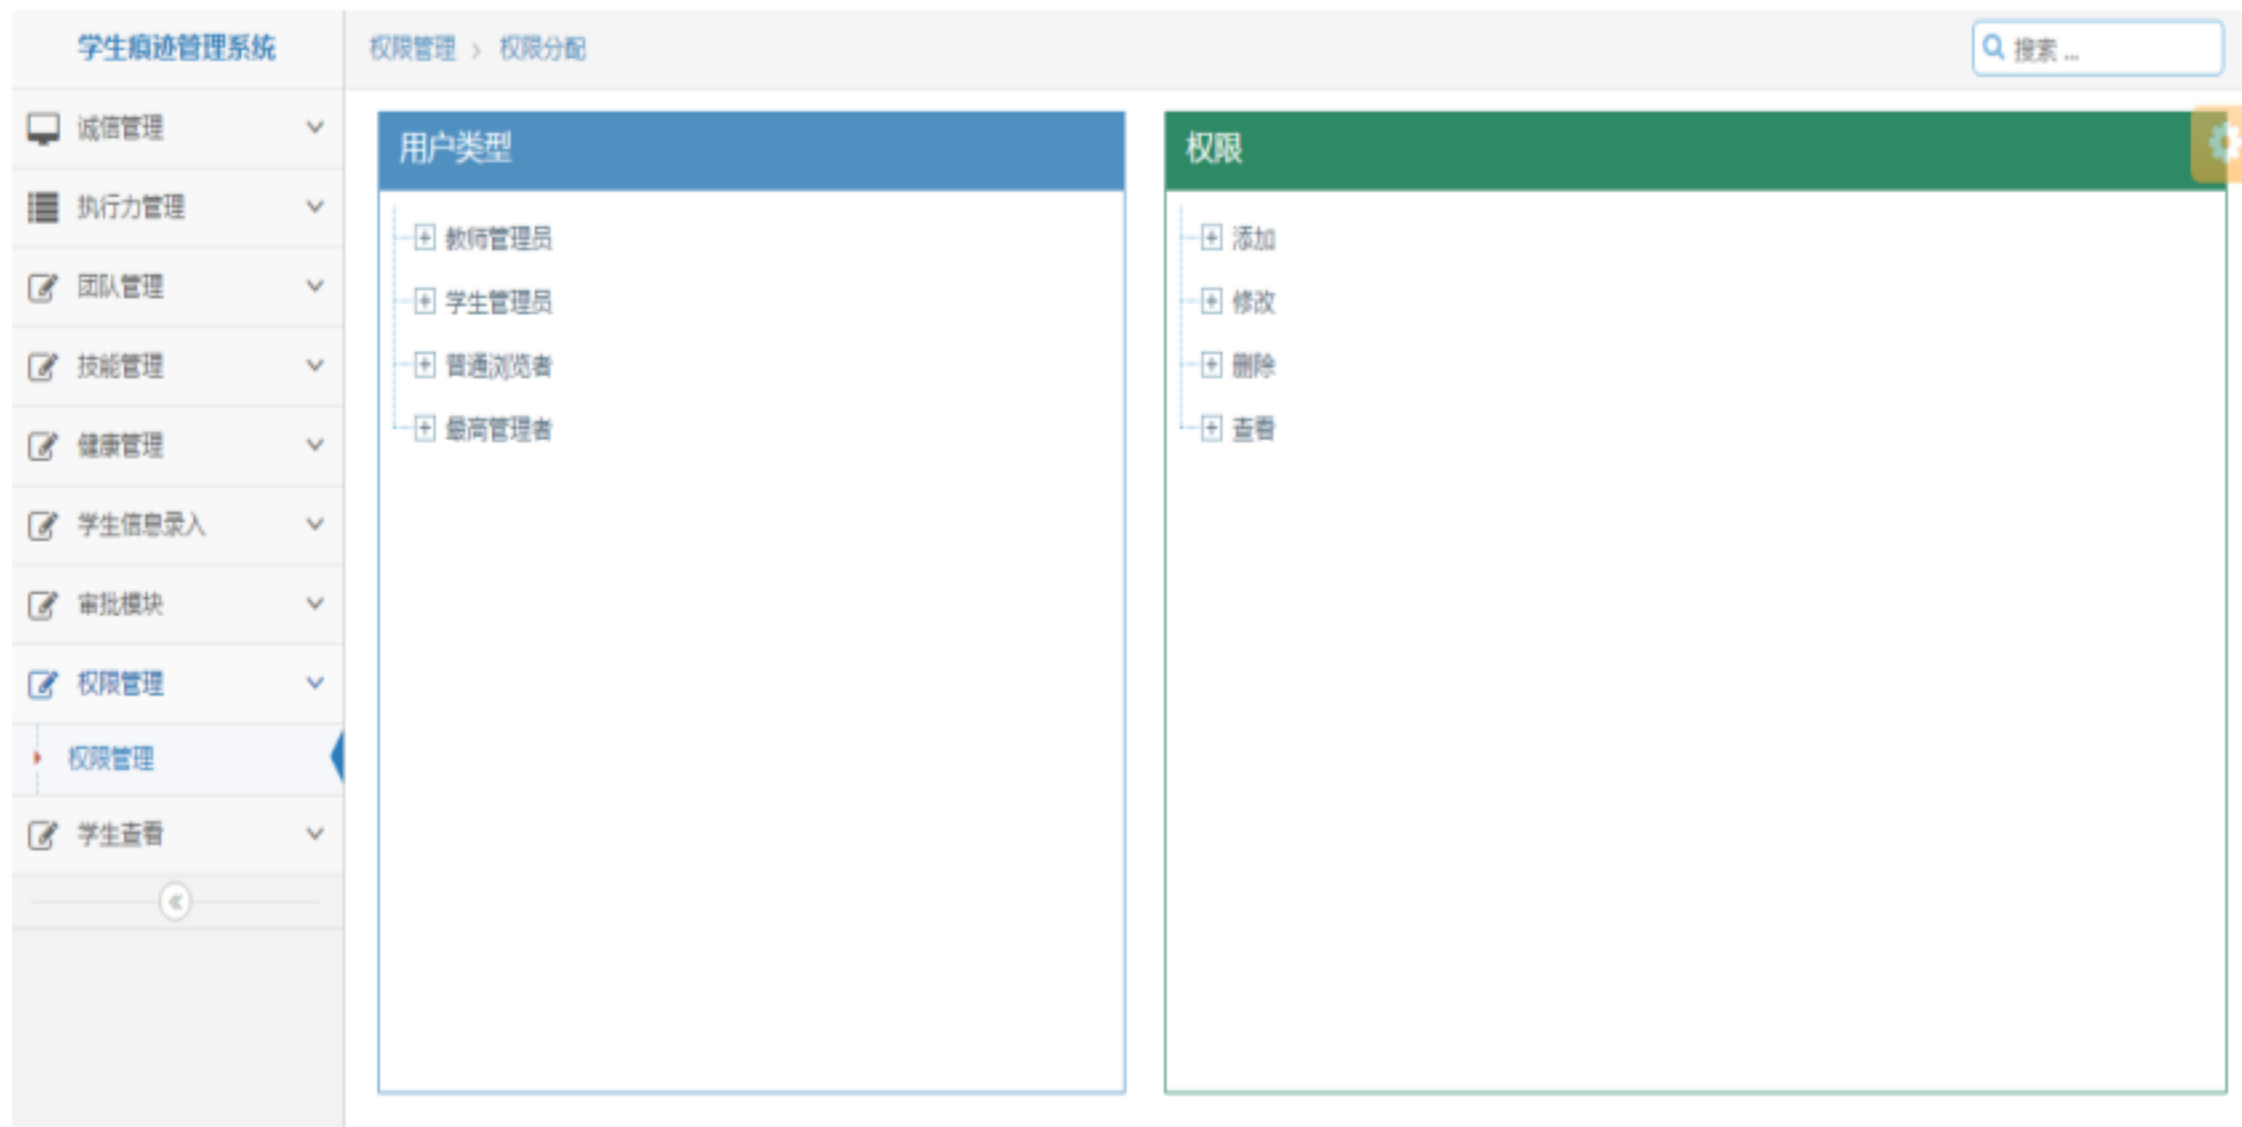 学生痕迹管理系统
权限管理 > 权限分配
搜索 ...
诚信管理
执行力管理
团队管理
技能管理
健康管理
学生信息录入
审批模块
权限管理
权限管理
学生查看
用户类型
教师管理员
学生管理员
普通浏览者
最高管理者
权限
添加
修改
删除
查看